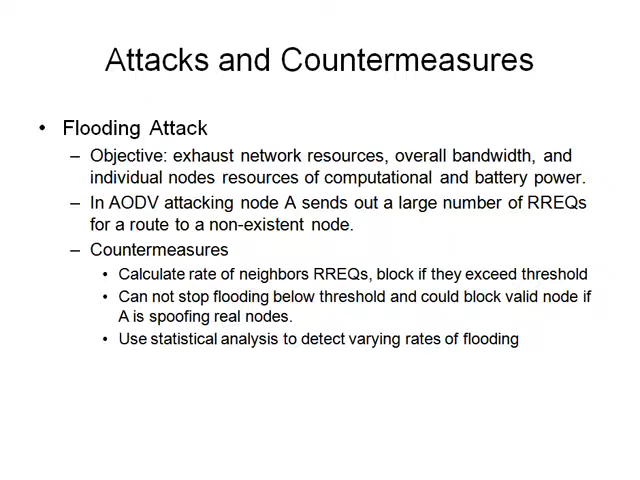 Attacks and Countermeasures
• Flooding Attack
– Objective: exhaust network resources, overall bandwidth, and
individual nodes resources of computational and battery power.
– In AODV attacking node A sends out a large number of RREQs
for a route to a non-existent node.
– Countermeasures
• Calculate rate of neighbors RREQs, block if they exceed threshold
• Can not stop flooding below threshold and could block valid node if
A is spoofing real nodes.
• Use statistical analysis to detect varying rates of flooding